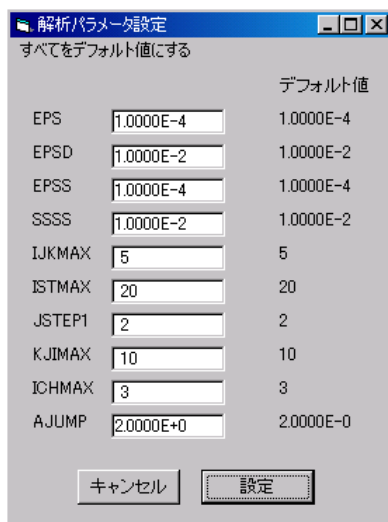 解析パラメータ設定
すべてをデフォルト値にする
デフォルト値
EPS 1.0000E-4 1.0000E-4
EPSD 1.0000E-2 1.0000E-2
EPSS 1.0000E-4 1.0000E-4
SSSS 1.0000E-2 1.0000E-2
IJKMAX 5 5
ISTMAX 20 20
JSTEP1 2 2
KJIMAX 10 10
ICHMAX 3 3
AJUMP 2.0000E+0 2.0000E-0
キャンセル 設定